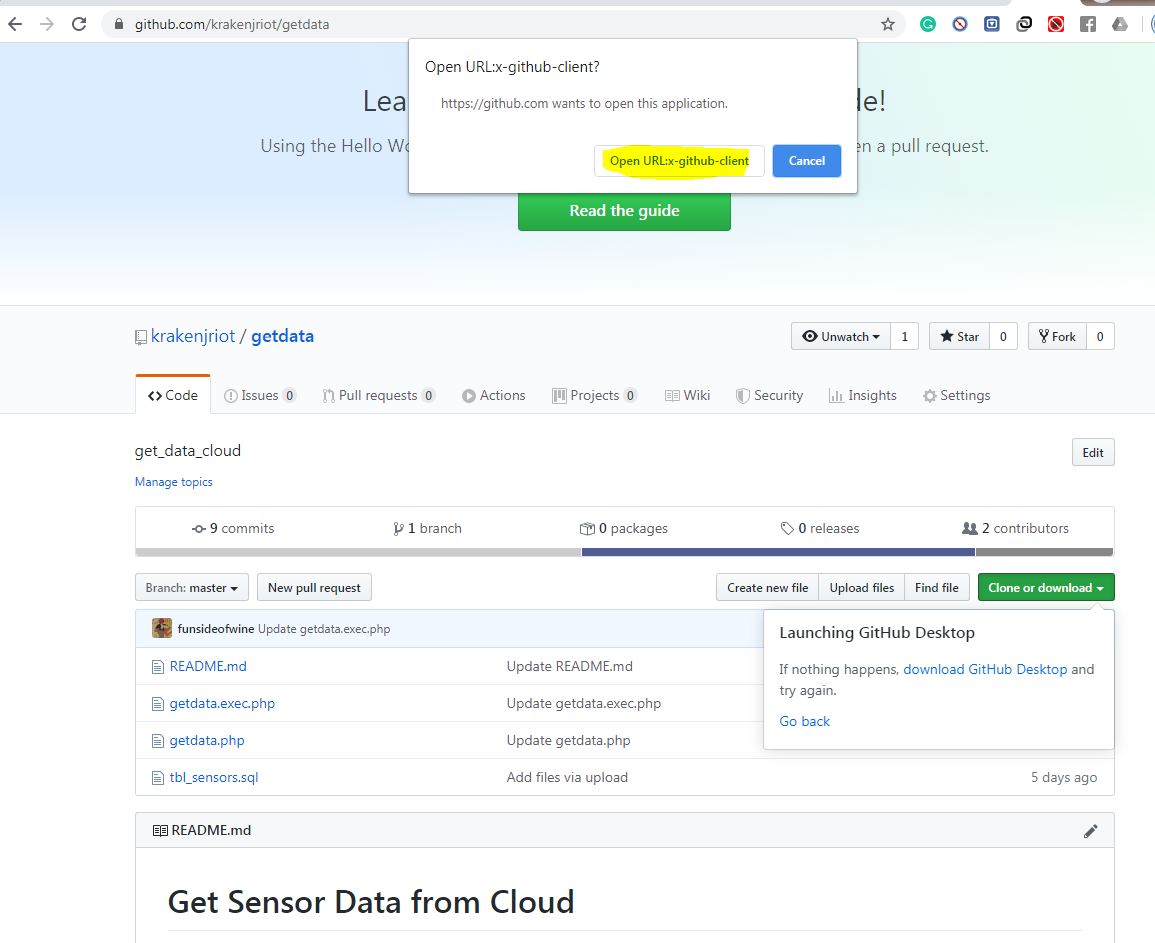 github.com/krakenjriot/getdata
Open URL:x-github-client?
https://github.com wants to open this application.
Open URL:x-github-client
Cancel
Lea de!
Using the Hello Wo en a pull request.
Read the guide
krakenjriot / getdata
Unwatch 1 Star 0 Fork 0
Code Issues 0 Pull requests 0 Actions Projects 0 Wiki Security Insights Settings
get_data_cloud
Edit
Manage topics
9 commits 1 branch 0 packages 0 releases 2 contributors
Branch: master New pull request Create new file Upload files Find file Clone or download
funsideofwine Update getdata.exec.php
README.md Update README.md
getdata.exec.php Update getdata.exec.php
getdata.php Update getdata.php
tbl_sensors.sql Add files via upload 5 days ago
Launching GitHub Desktop
If nothing happens, download GitHub Desktop and
try again.
Go back
README.md
Get Sensor Data from Cloud